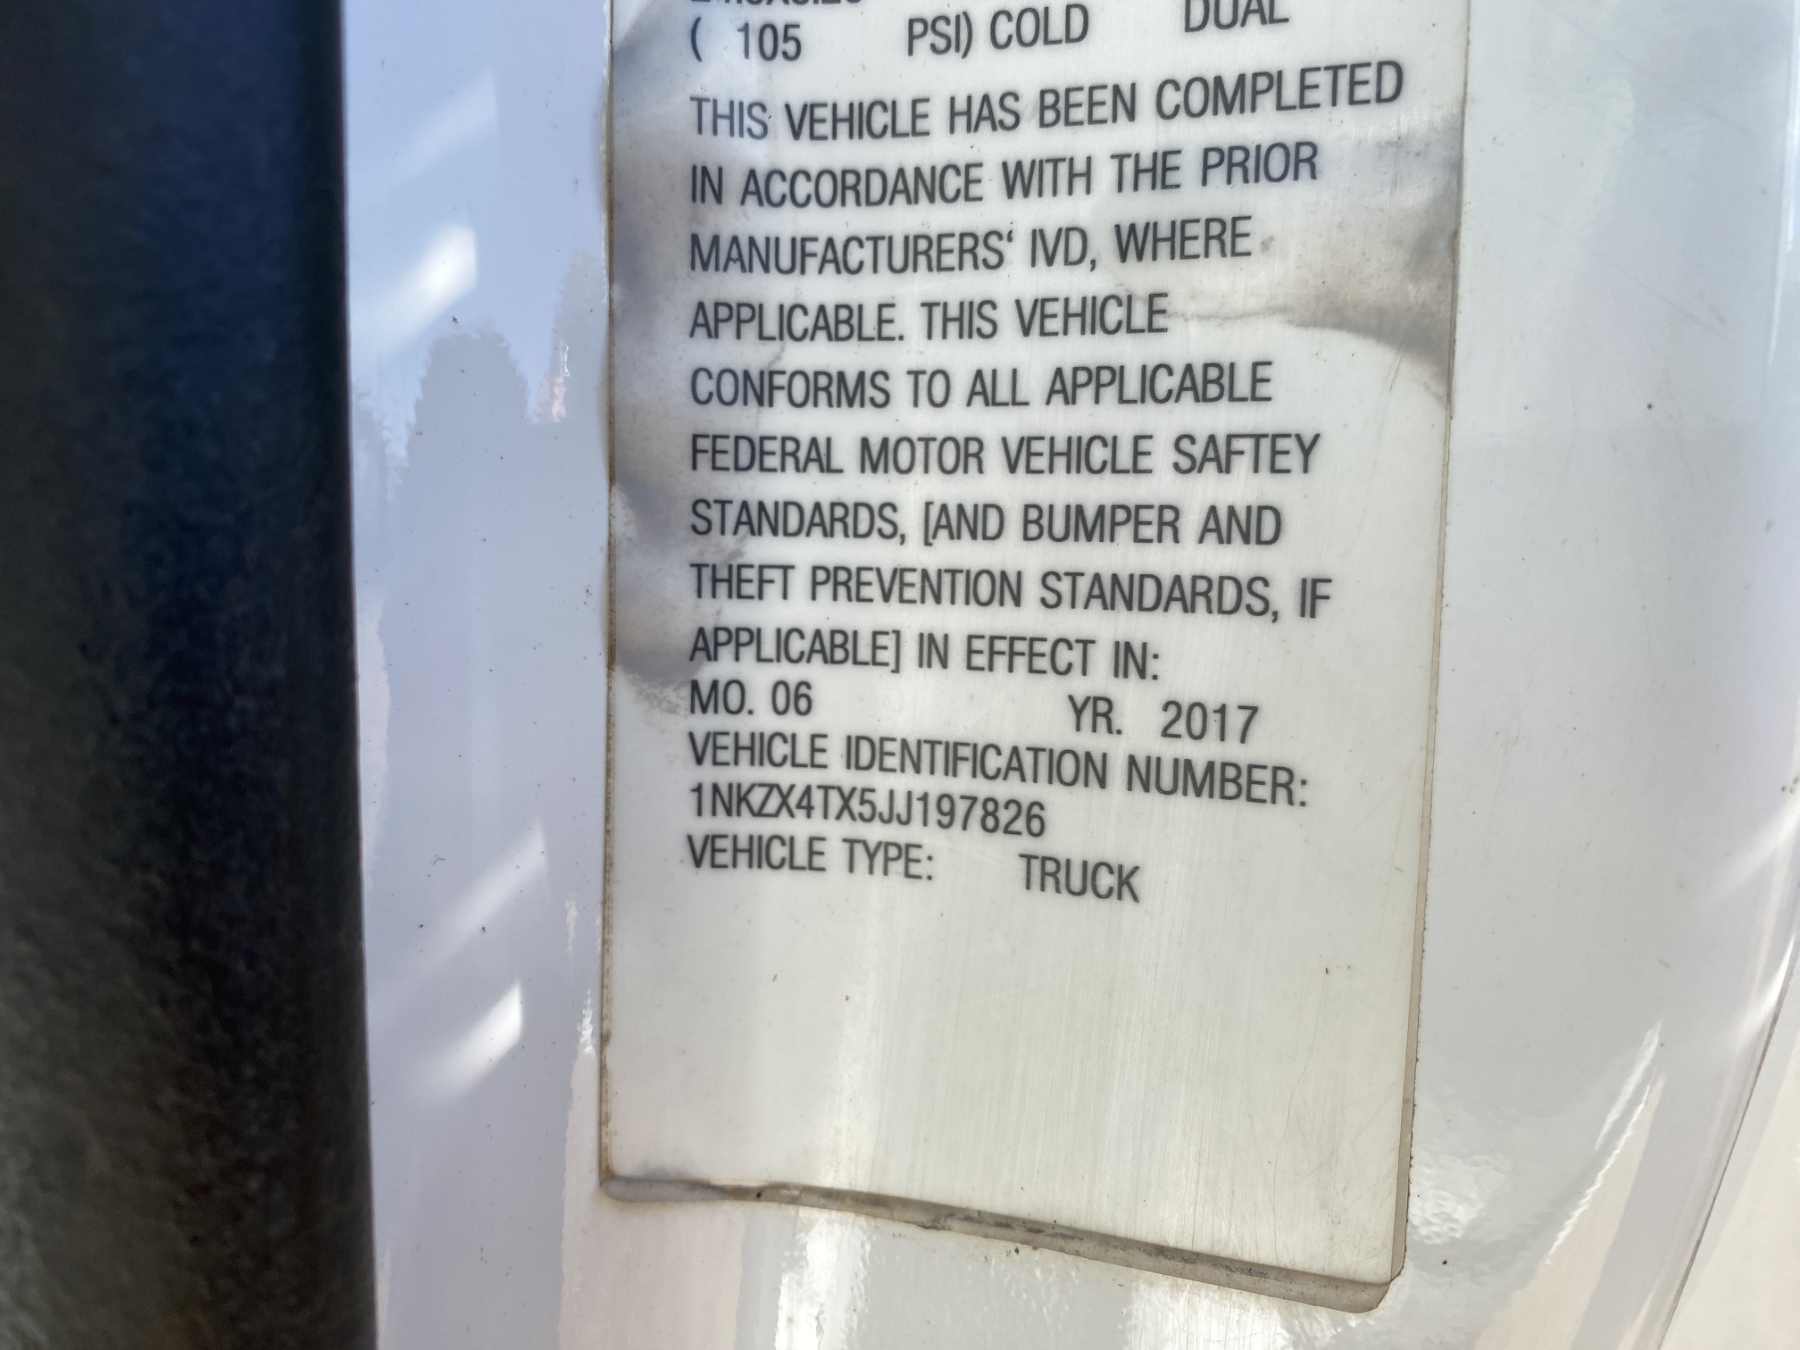 ( 105 PSI) COLD DUAL
THIS VEHICLE HAS BEEN COMPLETED
IN ACCORDANCE WITH THE PRIOR
MANUFACTURERS‘ IVD, WHERE
APPLICABLE. THIS VEHICLE
CONFORMS TO ALL APPLICABLE
FEDERAL MOTOR VEHICLE SAFTEY
STANDARDS, [AND BUMPER AND
THEFT PREVENTION STANDARDS, IF
APPLICABLE] IN EFFECT IN:
MO. 06 YR. 2017
VEHICLE IDENTIFICATION NUMBER:
1NKZX4TX5JJ197826
VEHICLE TYPE: TRUCK